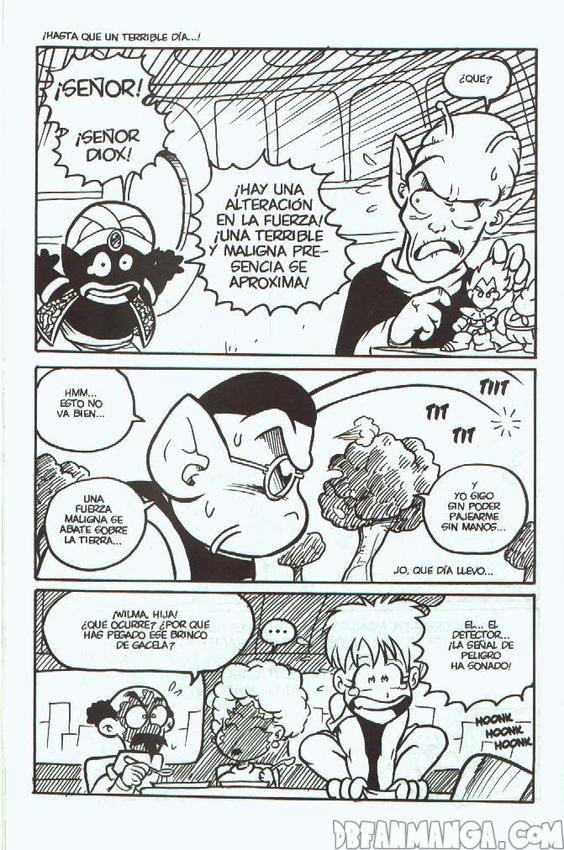 ¡HASTA QUE UN TERRIBLE DÍA...!
¡SEÑOR!
¡SEÑOR
DIOX!
¿QUÉ?
¡HAY UNA
ALTERACIÓN
EN LA FUERZA!
¡UNA TERRIBLE
Y MALIGNA PRE-
SENCIA SE
APROXIMA!
HMM...
ESTO NO
VA BIEN...
TIIT
TIT
TIT
UNA
FUERZA
MALIGNA SE
ABATE SOBRE
LA TIERRA...
Y
YO SIGO
SIN PODER
PAJEARME
SIN MANOS...
JO, QUE DÍA LLEVO...
¡WILMA, HIJA!
¿QUE OCURRE? ¿POR QUE
HAS PEGADO ESE BRINCO
DE GACELA?
...
EL... EL
DETECTOR...
¡LA SEÑAL DE
PELIGRO
HA SONADO!
HOONK
HOONK
HOONK
DBFANMANGA.COM